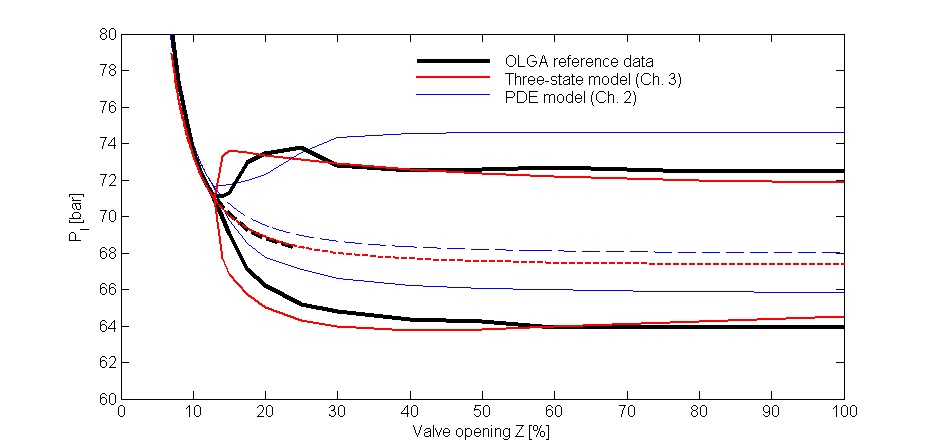 80
78
76
74
72
70
68
66
64
62
60
P_I [bar]
OLGA reference data
Three-state model (Ch. 3)
PDE model (Ch. 2)
0 10 20 30 40 50 60 70 80 90 100
Valve opening Z [%]